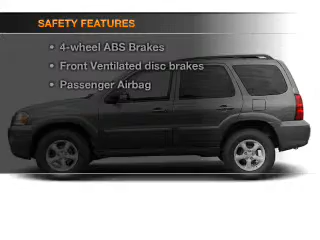 SAFETY FEATURES
• 4-wheel ABS Brakes
• Front Ventilated disc brakes
• Passenger Airbag